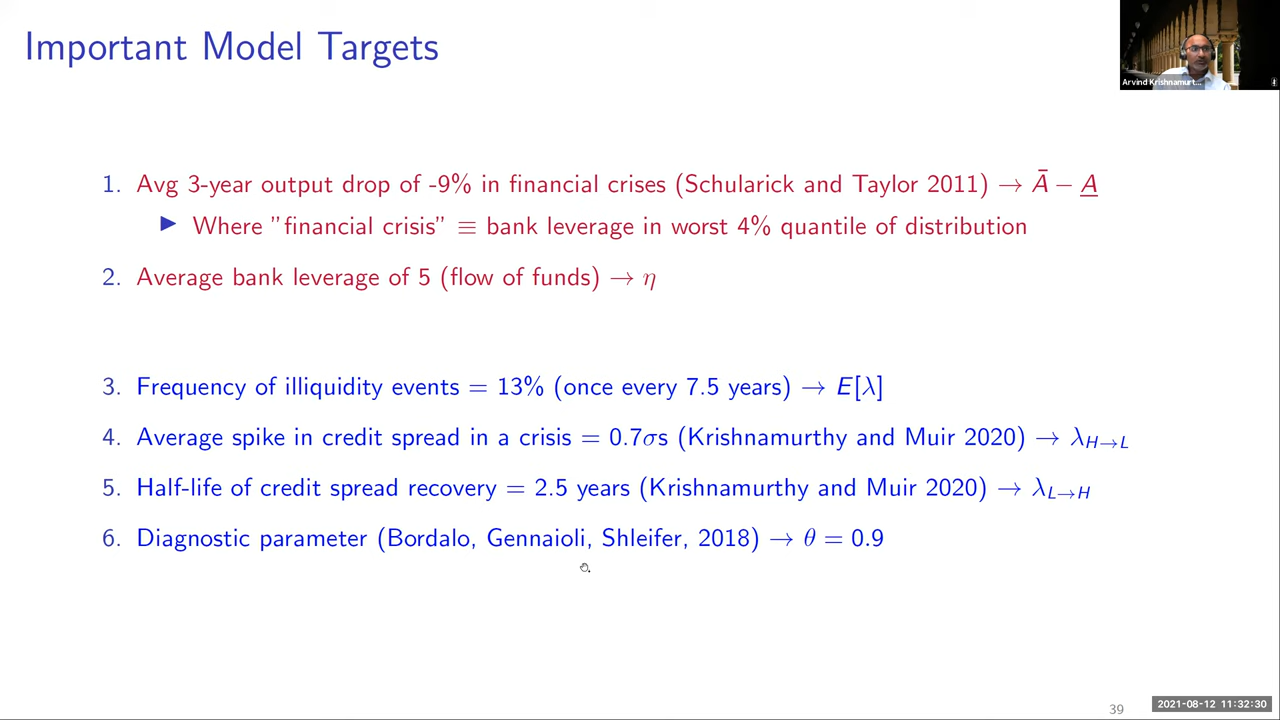 Important Model Targets
Arvind Krishnamurt...
1. Avg 3-year output drop of -9% in financial crises (Schularick and Taylor 2011) → Ā − A̲
▶ Where "financial crisis" ≡ bank leverage in worst 4% quantile of distribution
2. Average bank leverage of 5 (flow of funds) → η
3. Frequency of illiquidity events = 13% (once every 7.5 years) → E[λ]
4. Average spike in credit spread in a crisis = 0.7σs (Krishnamurthy and Muir 2020) → λH→L
5. Half-life of credit spread recovery = 2.5 years (Krishnamurthy and Muir 2020) → λL→H
6. Diagnostic parameter (Bordalo, Gennaioli, Shleifer, 2018) → θ = 0.9
39
2021-08-12 11:32:30